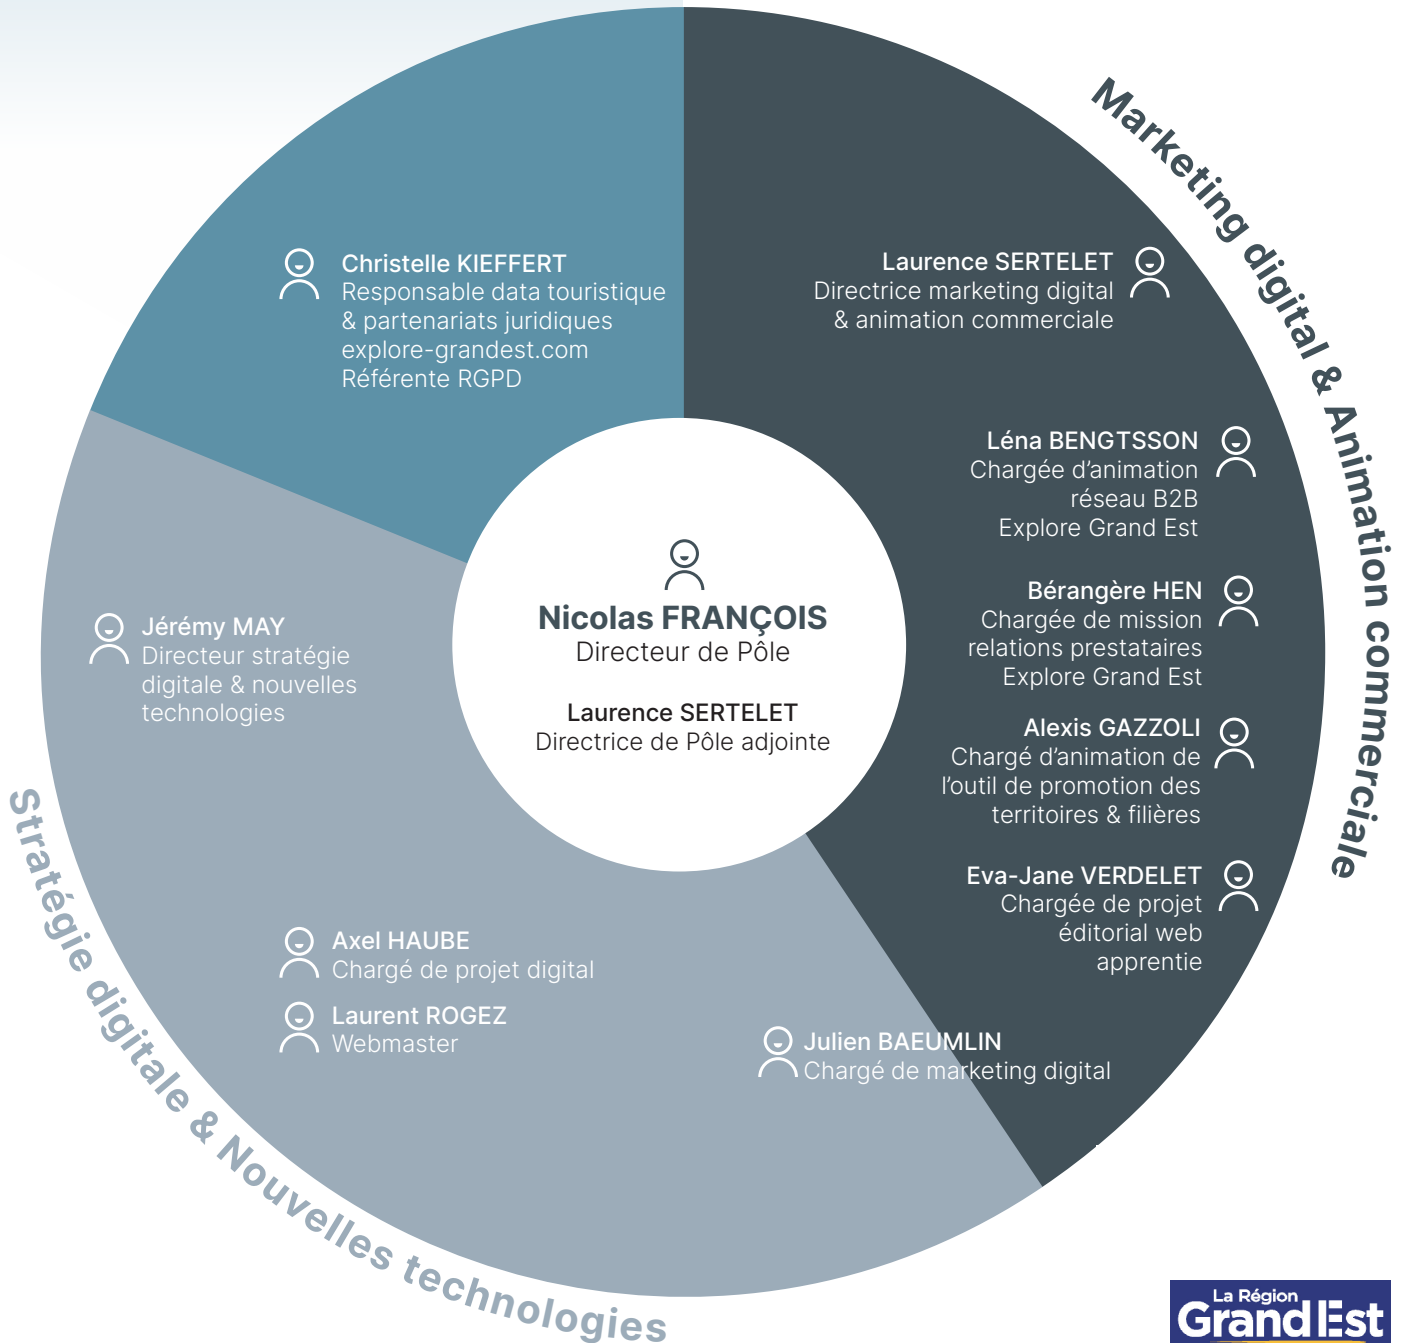 Marketing digital & Animation commerciale
Christelle KIEFFERT
Responsable data touristique
& partenariats juridiques
explore-grandest.com
Référente RGPD
Laurence SERTELET
Directrice marketing digital
& animation commerciale
Léna BENGTSSON
Chargée d’animation
réseau B2B
Explore Grand Est
Bérangère HEN
Chargée de mission
relations prestataires
Explore Grand Est
Alexis GAZZOLI
Chargé d’animation de
l’outil de promotion des
territoires & filières
Eva-Jane VERDELET
Chargée de projet
éditorial web
apprentie
Nicolas FRANÇOIS
Directeur de Pôle
Laurence SERTELET
Directrice de Pôle adjointe
Jérémy MAY
Directeur stratégie
digitale & nouvelles
technologies
Axel HAUBE
Chargé de projet digital
Laurent ROGEZ
Webmaster
Julien BAEUMLIN
Chargé de marketing digital
Stratégie digitale & Nouvelles technologies
La Région
Grand Est